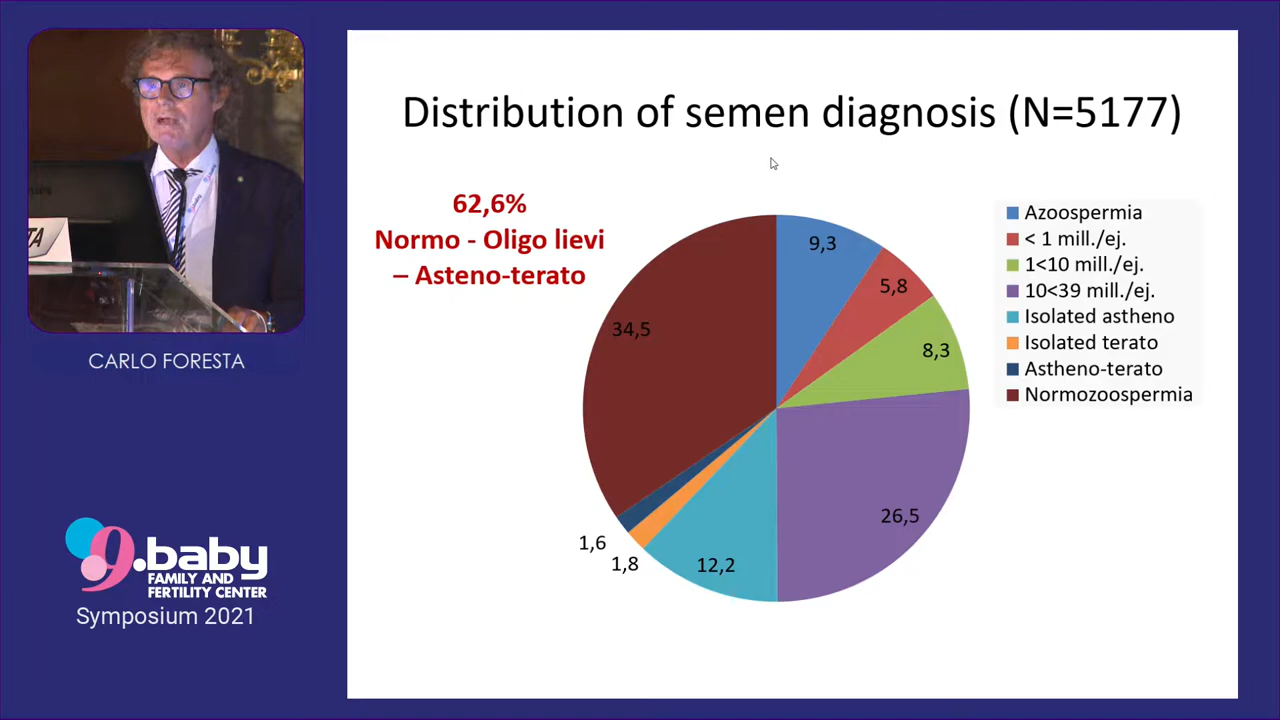 Distribution of semen diagnosis (N=5177)
62,6%
Normo - Oligo lievi
– Asteno-terato
9,3
5,8
8,3
26,5
12,2
1,8
1,6
34,5
Azoospermia
< 1 mill./ej.
1<10 mill./ej.
10<39 mill./ej.
Isolated astheno
Isolated terato
Astheno-terato
Normozoospermia
TA
CARLO FORESTA
9.baby
FAMILY AND
FERTILITY CENTER
Symposium 2021